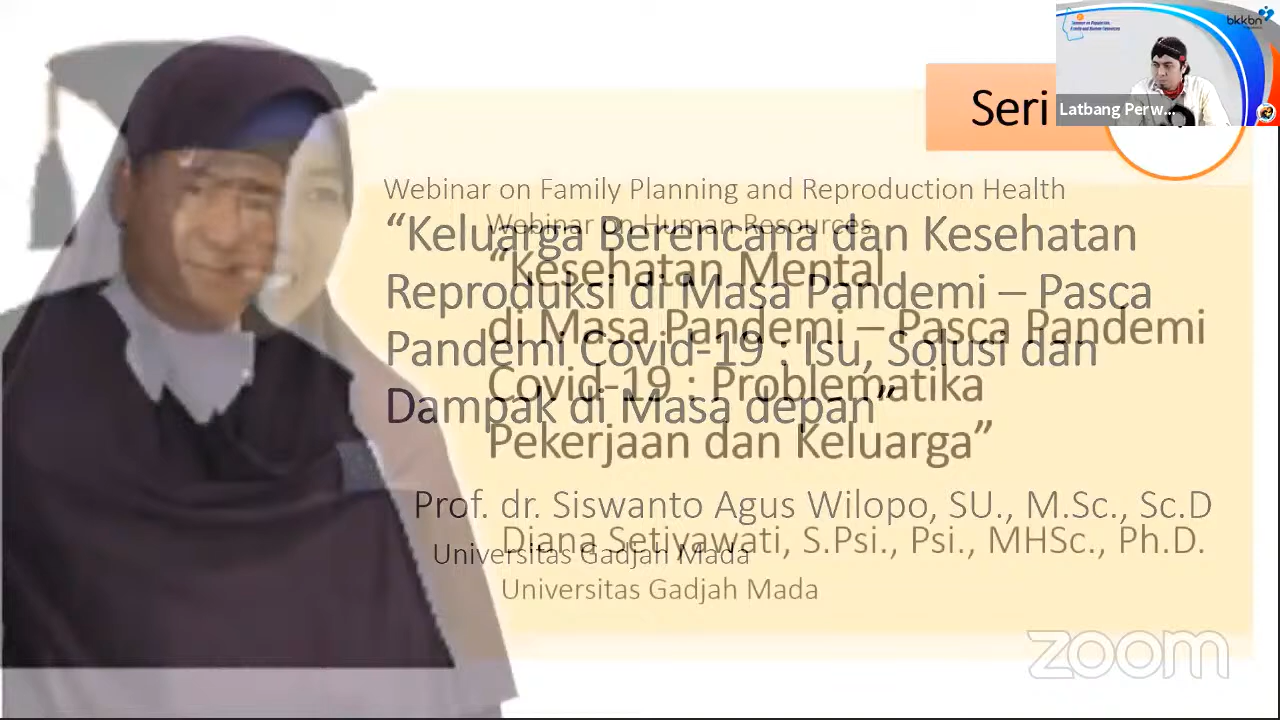 Seri
Webinar on Family Planning and Reproduction Health
“Keluarga Berencana dan Kesehatan
Reproduksi di Masa Pandemi – Pasca
Pandemi Covid-19 : Isu, Solusi dan
Dampak di Masa depan”
Prof. dr. Siswanto Agus Wilopo, SU., M.Sc., Sc.D
Universitas Gadjah Mada
Webinar on Human Resources
“Kesehatan Mental
di Masa Pandemi – Pasca Pandemi
Covid-19 : Problematika
Pekerjaan dan Keluarga”
Diana Setiyawati, S.Psi., Psi., MHSc., Ph.D.
Universitas Gadjah Mada
bkkbn
Latbang Perw...
zoom